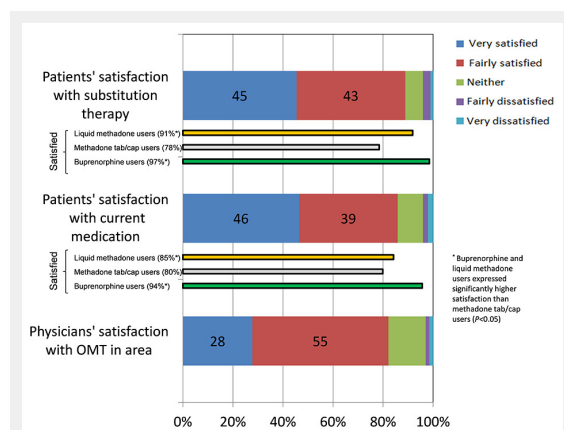 Very satisfied
Fairly satisfied
Neither
Fairly dissatisfied
Very dissatisfied
Patients' satisfaction
with substitution
therapy
45
43
Satisfied
Liquid methadone users (91%*)
Methadone tab/cap users (78%)
Buprenorphine users (97%*)
Patients' satisfaction
with current
medication
46
39
Satisfied
Liquid methadone users (85%*)
Methadone tab/cap users (80%)
Buprenorphine users (94%*)
* Buprenorphine and
liquid methadone
users expressed
significantly higher
satisfaction than
methadone tab/cap
users (P<0.05)
Physicians' satisfaction
with OMT in area
28
55
0% 20% 40% 60% 80% 100%